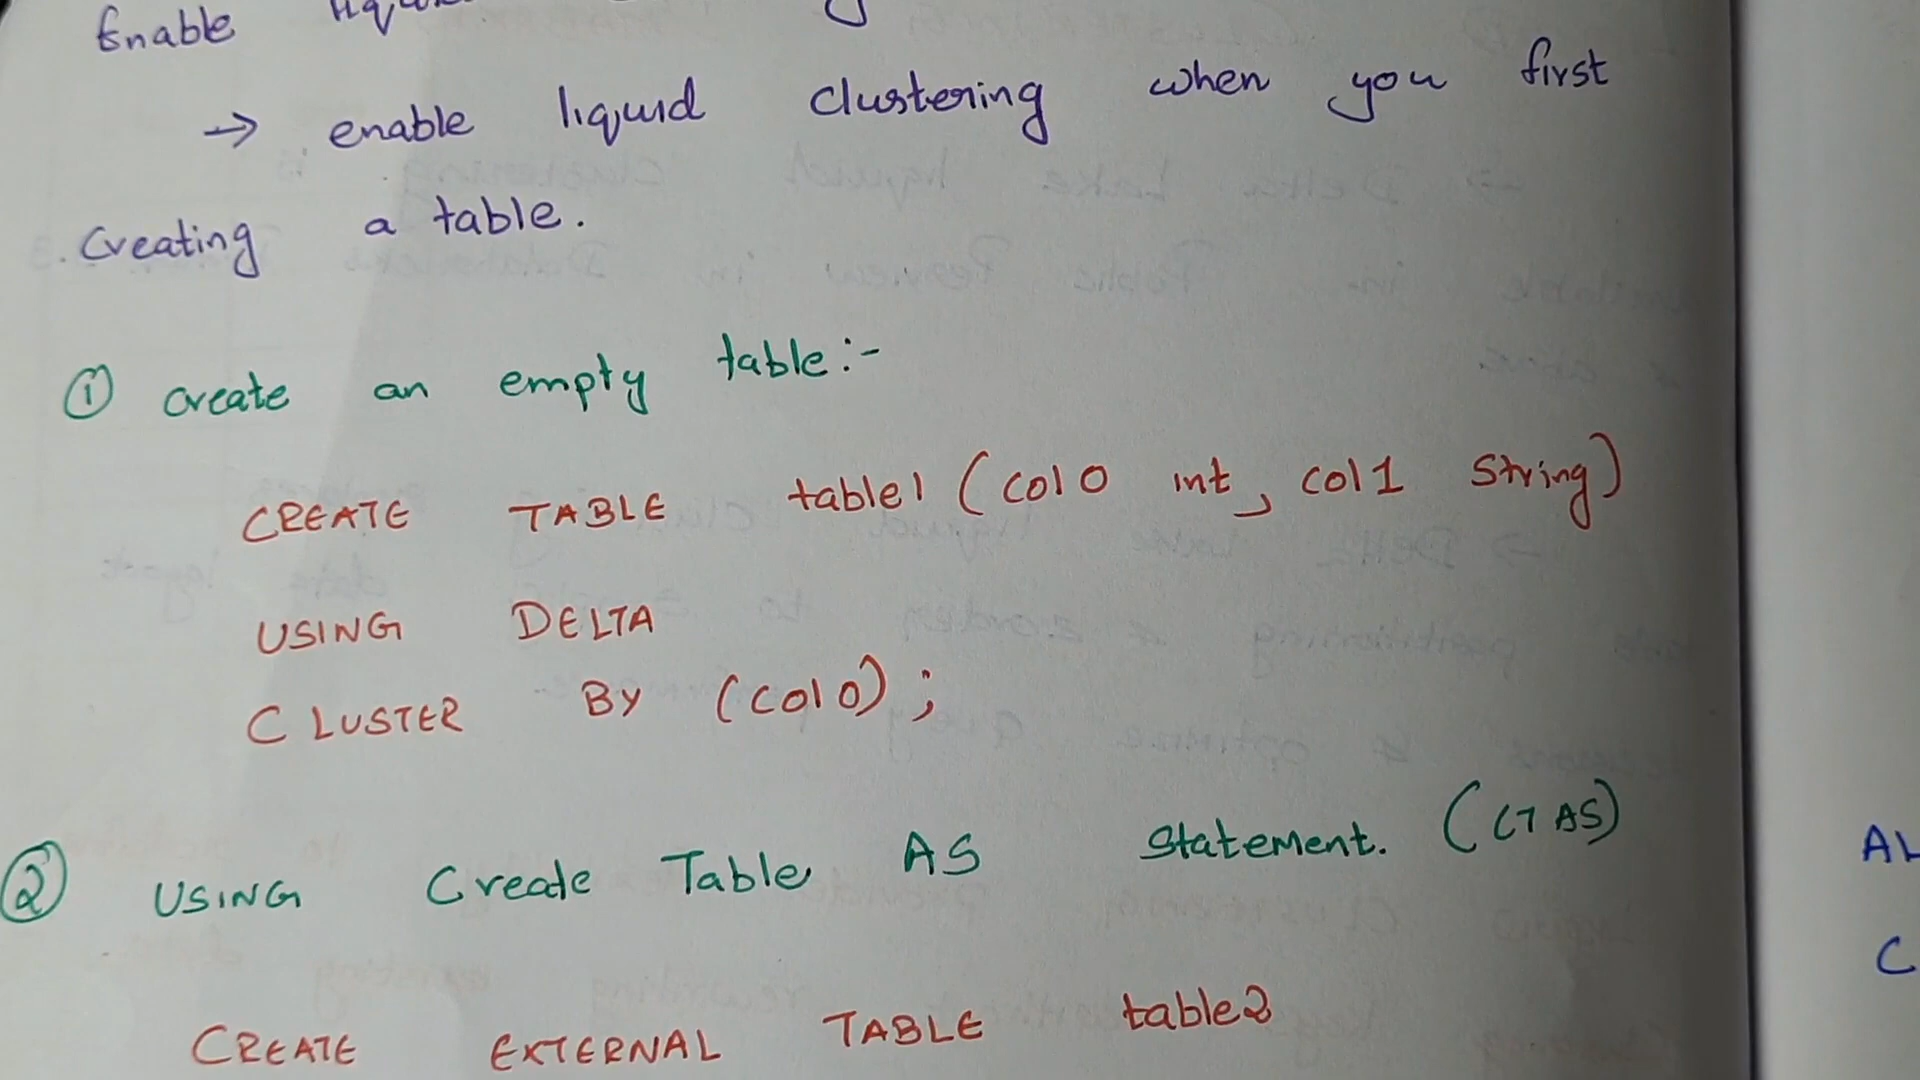 Enable
→ enable liquid clustering when you first
Creating a table.
① create an empty table:-
CREATE TABLE table1 (col0 int, col1 String)
USING DELTA
CLUSTER BY (col0);
② USING Create Table AS Statement. (CTAS)
CREATE EXTERNAL TABLE table2
AL
C